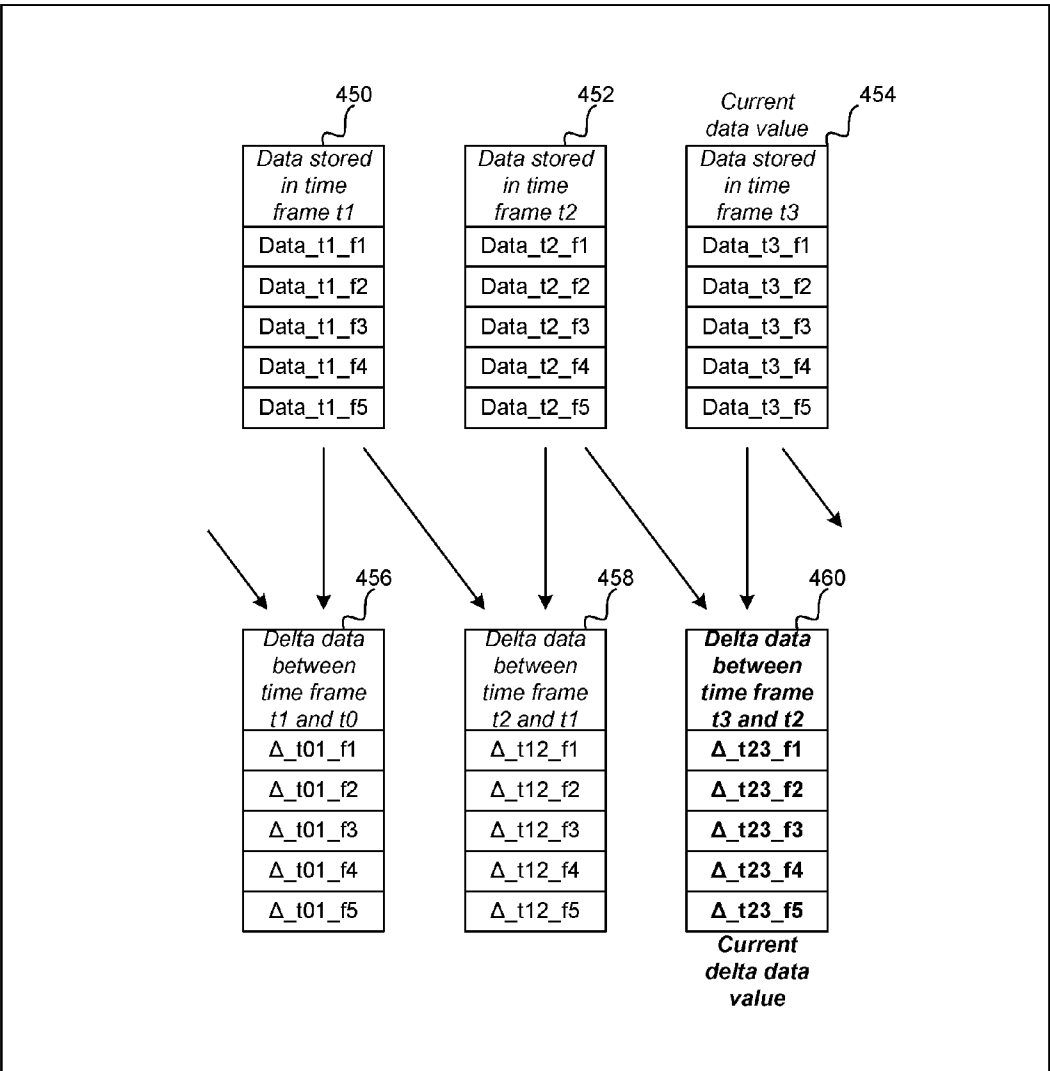 450
452
454
Current
data value
Data stored
in time
frame t1
Data stored
in time
frame t2
Data stored
in time
frame t3
Data_t1_f1
Data_t2_f1
Data_t3_f1
Data_t1_f2
Data_t2_f2
Data_t3_f2
Data_t1_f3
Data_t2_f3
Data_t3_f3
Data_t1_f4
Data_t2_f4
Data_t3_f4
Data_t1_f5
Data_t2_f5
Data_t3_f5
456
458
460
Delta data
between
time frame
t1 and t0
Delta data
between
time frame
t2 and t1
Delta data
between
time frame
t3 and t2
Δ_t01_f1
Δ_t12_f1
Δ_t23_f1
Δ_t01_f2
Δ_t12_f2
Δ_t23_f2
Δ_t01_f3
Δ_t12_f3
Δ_t23_f3
Δ_t01_f4
Δ_t12_f4
Δ_t23_f4
Δ_t01_f5
Δ_t12_f5
Δ_t23_f5
Current
delta data
value